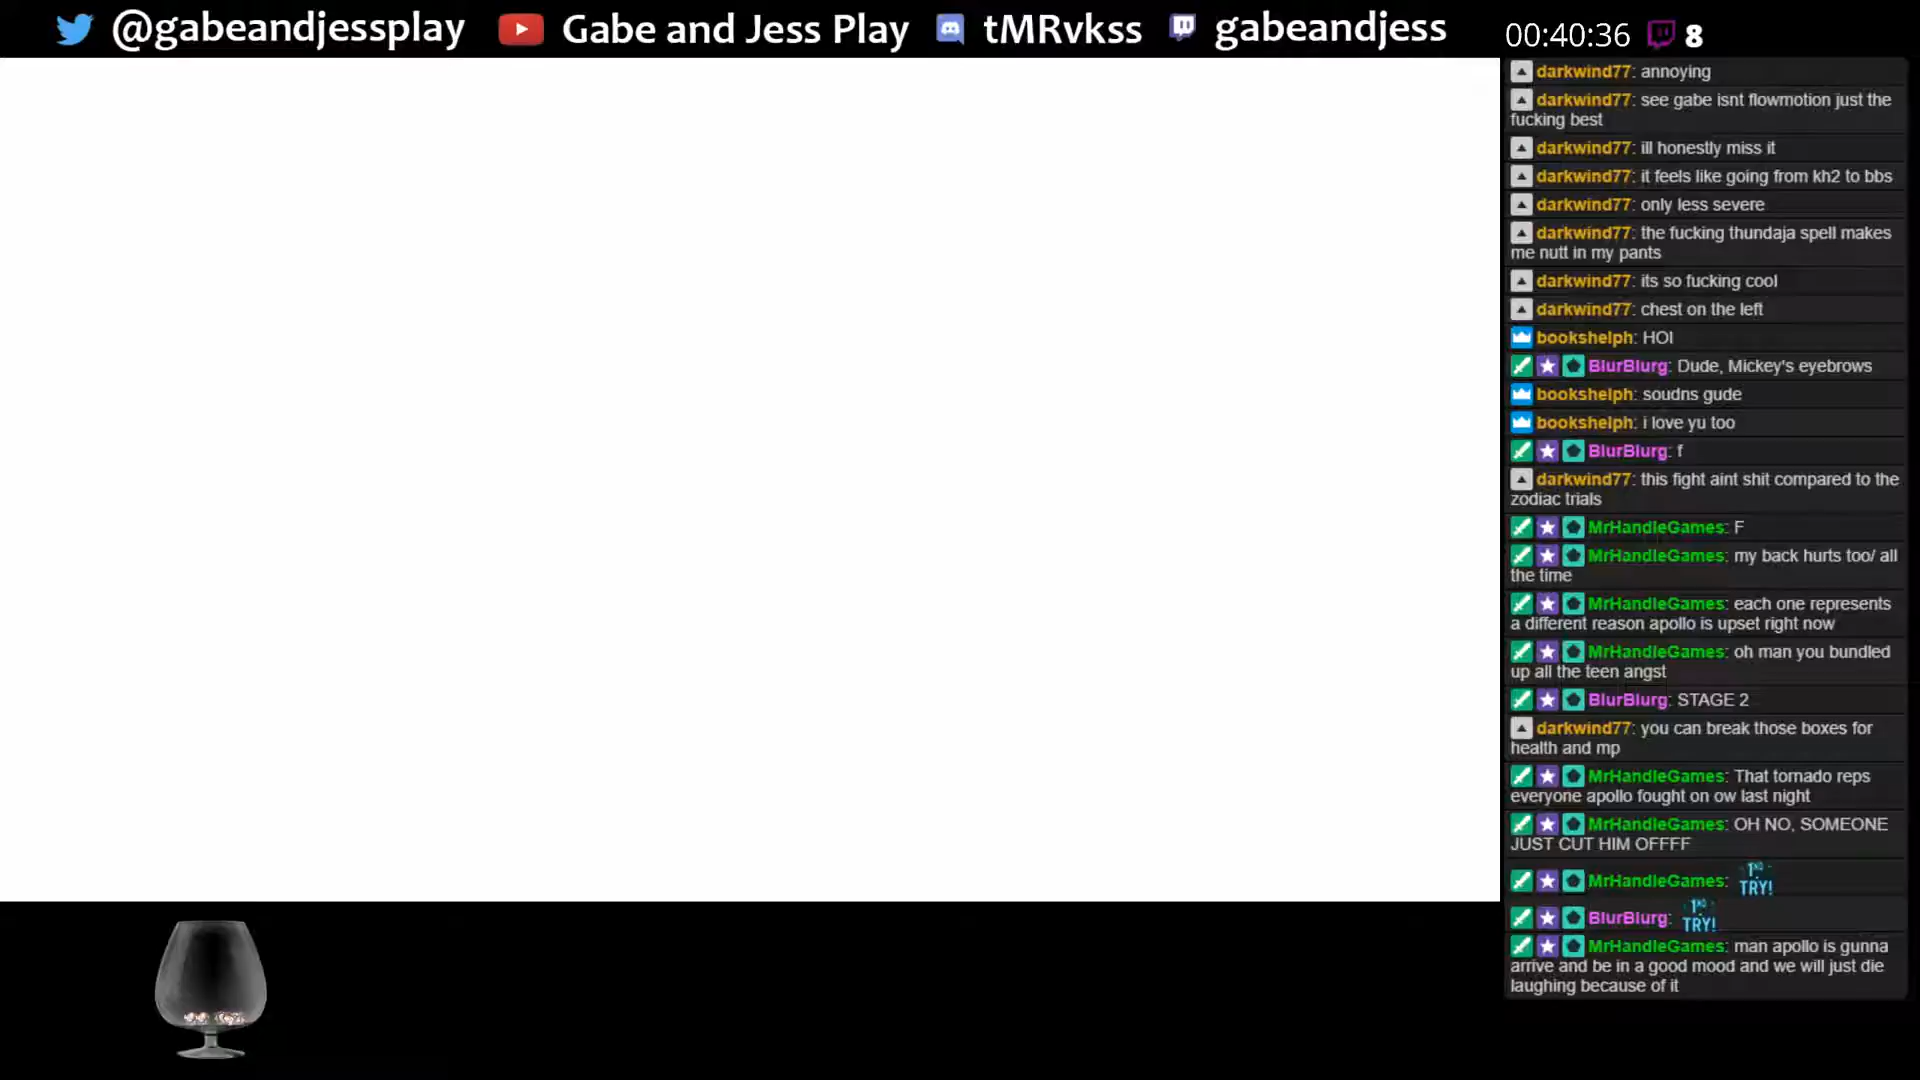 @gabeandjessplay Gabe and Jess Play tMRvkss gabeandjess 00:40:36 8
darkwind77: annoying
darkwind77: see gabe isnt flowmotion just the
fucking best
darkwind77: ill honestly miss it
darkwind77: it feels like going from kh2 to bbs
darkwind77: only less severe
darkwind77: the fucking thundaja spell makes
me nutt in my pants
darkwind77: its so fucking cool
darkwind77: chest on the left
bookshelph: HOI
BlurBlurg: Dude, Mickey's eyebrows
bookshelph: soudns gude
bookshelph: i love yu too
BlurBlurg: f
darkwind77: this fight aint shit compared to the
zodiac trials
MrHandleGames: F
MrHandleGames: my back hurts too/ all
the time
MrHandleGames: each one represents
a different reason apollo is upset right now
MrHandleGames: oh man you bundled
up all the teen angst
BlurBlurg: STAGE 2
darkwind77: you can break those boxes for
health and mp
MrHandleGames: That tornado reps
everyone apollo fought on ow last night
MrHandleGames: OH NO, SOMEONE
JUST CUT HIM OFFFF
MrHandleGames: 1ND TRY!
BlurBlurg: 1ND TRY!
MrHandleGames: man apollo is gunna
arrive and be in a good mood and we will just die
laughing because of it